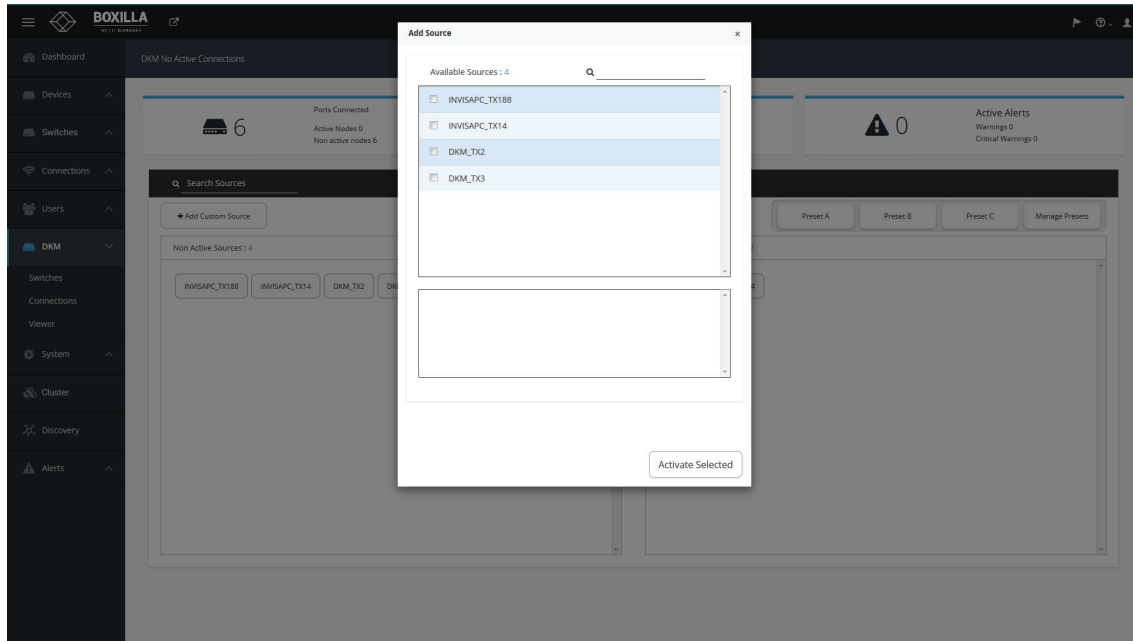 BOXILLA
Dashboard
Devices
Switches
Connections
Users
DKM
Switches
Connections
Viewer
System
Cluster
Discovery
Alerts
DKM No Active Connections
6
Ports Connected
Active Nodes 0
Non active nodes 6
0
Active Alerts
Warnings 0
Critical Warnings 0
Search Sources
+ Add Custom Source
Preset A
Preset B
Preset C
Manage Presets
Non Active Sources : 4
INVISAPC_TX188
INVISAPC_TX14
DKM_TX2
Add Source
x
Available Sources : 4
INVISAPC_TX188
INVISAPC_TX14
DKM_TX2
DKM_TX3
Activate Selected